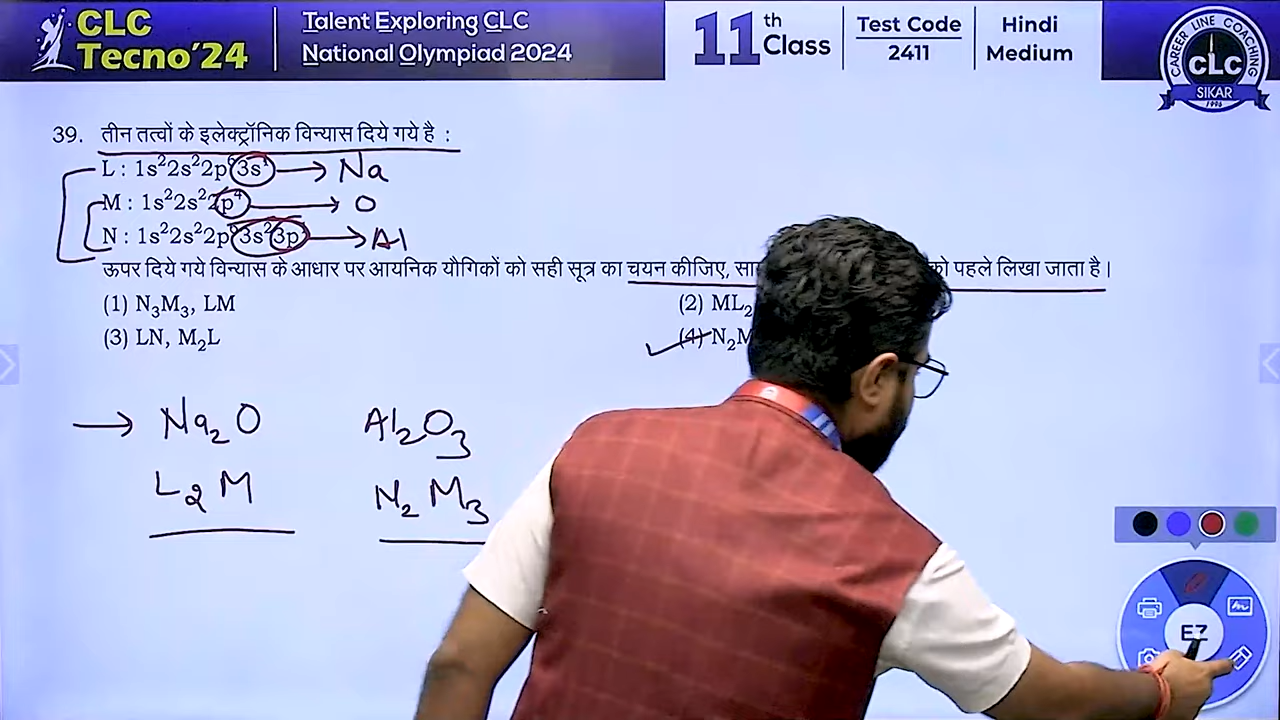 CLC
Tecno'24
Talent Exploring CLC
National Olympiad 2024
11th Class
Test Code
2411
Hindi
Medium
CAREER LINE COACHING
CLC
SIKAR
1996
39. तीन तत्वों के इलेक्ट्रॉनिक विन्यास दिये गये है :
L : 1s²2s²2p⁶3s¹ → Na
M : 1s²2s²2p⁴ → O
N : 1s²2s²2p⁶3s²3p¹ → Al
ऊपर दिये गये विन्यास के आधार पर आयनिक यौगिकों को सही सूत्र का चयन कीजिए, को पहले लिखा जाता है।
(1) N₃M₃, LM
(2) ML₂
(3) LN, M₂L
(4) N₂M
→ Na₂O Al₂O₃
L₂M N₂M₃
EZ